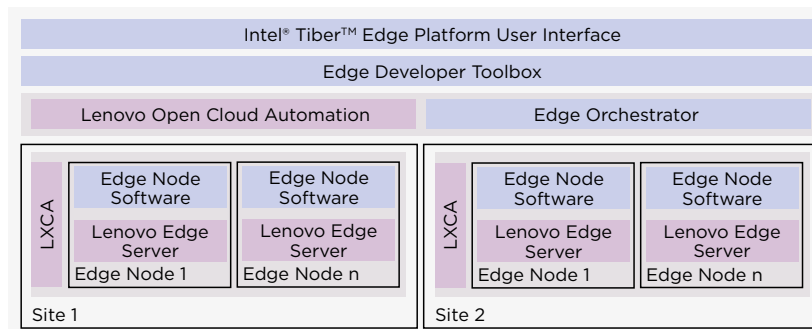 Intel® Tiber™ Edge Platform User Interface
Edge Developer Toolbox
Lenovo Open Cloud Automation
Edge Orchestrator
LXCA
Edge Node
Software
Lenovo Edge
Server
Edge Node 1
Edge Node
Software
Lenovo Edge
Server
Edge Node n
Site 1
LXCA
Edge Node
Software
Lenovo Edge
Server
Edge Node 1
Edge Node
Software
Lenovo Edge
Server
Edge Node n
Site 2